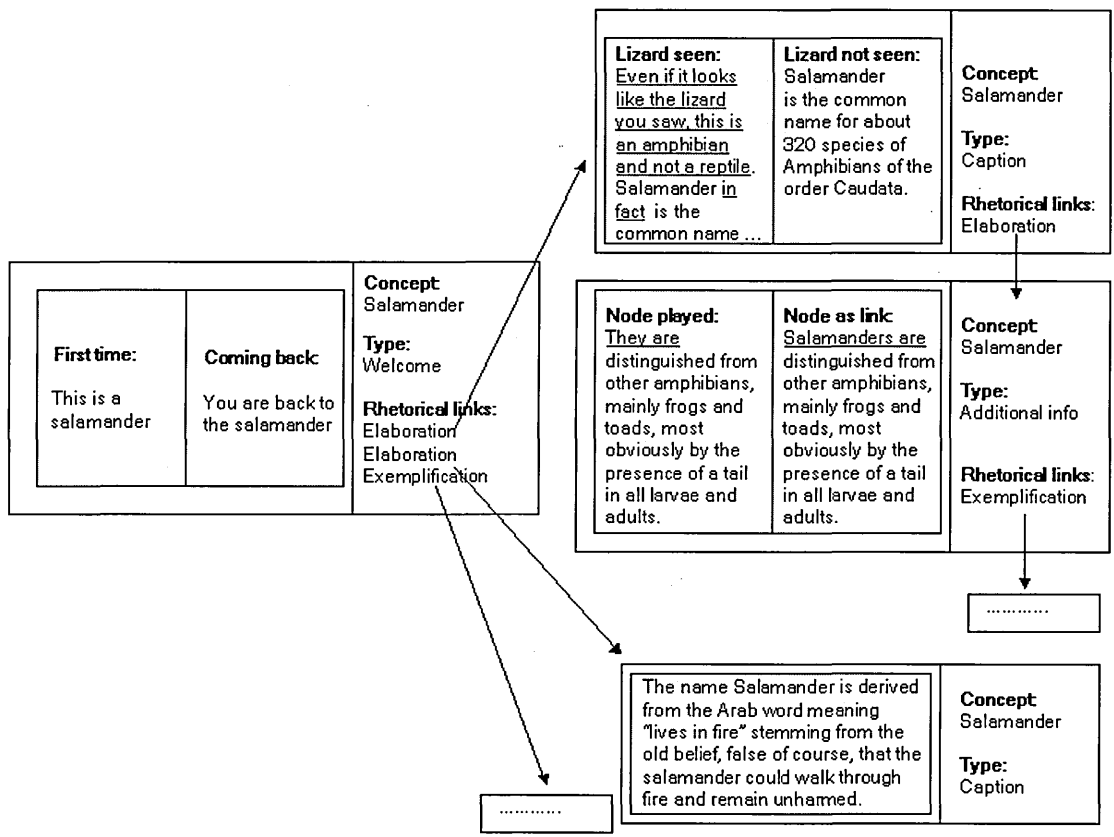 First time:
This is a
salamander
Coming back:
You are back to
the salamander
Concept:
Salamander
Type:
Welcome
Rhetorical links:
Elaboration
Elaboration
Exemplification
Lizard seen:
Even if it looks
like the lizard
you saw, this is
an amphibian
and not a reptile.
Salamander in
fact is the
common name ...
Lizard not seen:
Salamander
is the common
name for about
320 species of
Amphibians of the
order Caudata.
Concept:
Salamander
Type:
Caption
Rhetorical links:
Elaboration
Node played:
They are
distinguished from
other amphibians,
mainly frogs and
toads, most
obviously by the
presence of a tail
in all larvae and
adults.
Node as link:
Salamanders are
distinguished from
other amphibians,
mainly frogs and
toads, most
obviously by the
presence of a tail
in all larvae and
adults.
Concept:
Salamander
Type:
Additional info
Rhetorical links:
Exemplification
............
The name Salamander is derived
from the Arab word meaning
"lives in fire" stemming from the
old belief, false of course, that the
salamander could walk through
fire and remain unharmed.
Concept:
Salamander
Type:
Caption
............